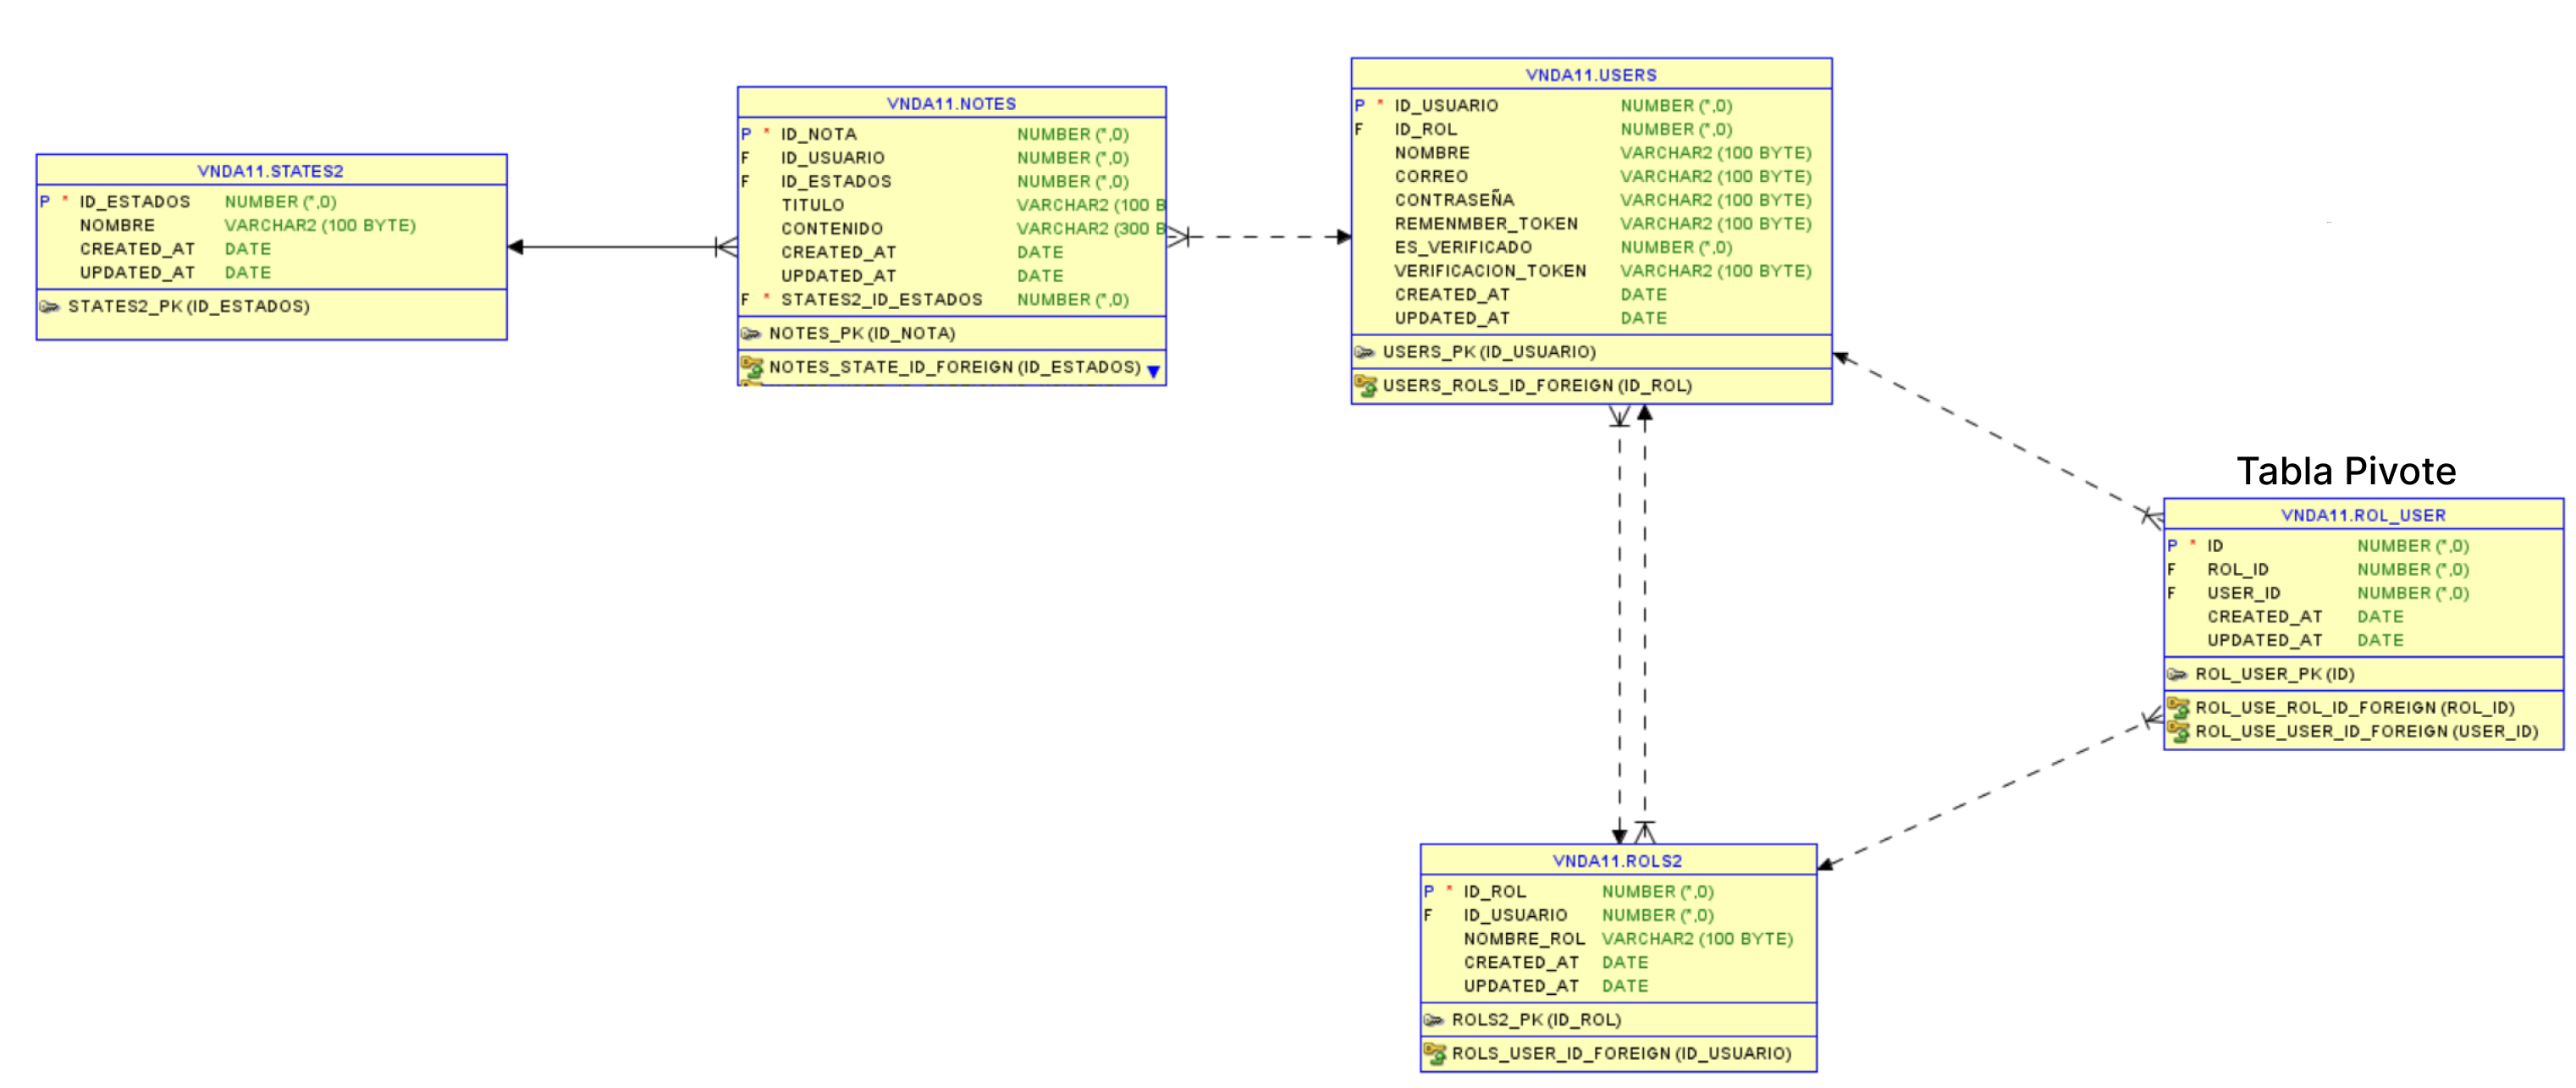 VNDA11.STATES2
P * ID_ESTADOS NUMBER (*,0)
NOMBRE VARCHAR2 (100 BYTE)
CREATED_AT DATE
UPDATED_AT DATE
STATES2_PK (ID_ESTADOS)
VNDA11.NOTES
P * ID_NOTA NUMBER (*,0)
F ID_USUARIO NUMBER (*,0)
F ID_ESTADOS NUMBER (*,0)
TITULO VARCHAR2 (100 B
CONTENIDO VARCHAR2 (300 B
CREATED_AT DATE
UPDATED_AT DATE
F * STATES2_ID_ESTADOS NUMBER (*,0)
NOTES_PK (ID_NOTA)
NOTES_STATE_ID_FOREIGN (ID_ESTADOS)
VNDA11.USERS
P * ID_USUARIO NUMBER (*,0)
F ID_ROL NUMBER (*,0)
NOMBRE VARCHAR2 (100 BYTE)
CORREO VARCHAR2 (100 BYTE)
CONTRASEÑA VARCHAR2 (100 BYTE)
REMENMBER_TOKEN VARCHAR2 (100 BYTE)
ES_VERIFICADO NUMBER (*,0)
VERIFICACION_TOKEN VARCHAR2 (100 BYTE)
CREATED_AT DATE
UPDATED_AT DATE
USERS_PK (ID_USUARIO)
USERS_ROLS_ID_FOREIGN (ID_ROL)
Tabla Pivote
VNDA11.ROL_USER
P * ID NUMBER (*,0)
F ROL_ID NUMBER (*,0)
F USER_ID NUMBER (*,0)
CREATED_AT DATE
UPDATED_AT DATE
ROL_USER_PK (ID)
ROL_USE_ROL_ID_FOREIGN (ROL_ID)
ROL_USE_USER_ID_FOREIGN (USER_ID)
VNDA11.ROLS2
P * ID_ROL NUMBER (*,0)
F ID_USUARIO NUMBER (*,0)
NOMBRE_ROL VARCHAR2 (100 BYTE)
CREATED_AT DATE
UPDATED_AT DATE
ROLS2_PK (ID_ROL)
ROLS_USER_ID_FOREIGN (ID_USUARIO)